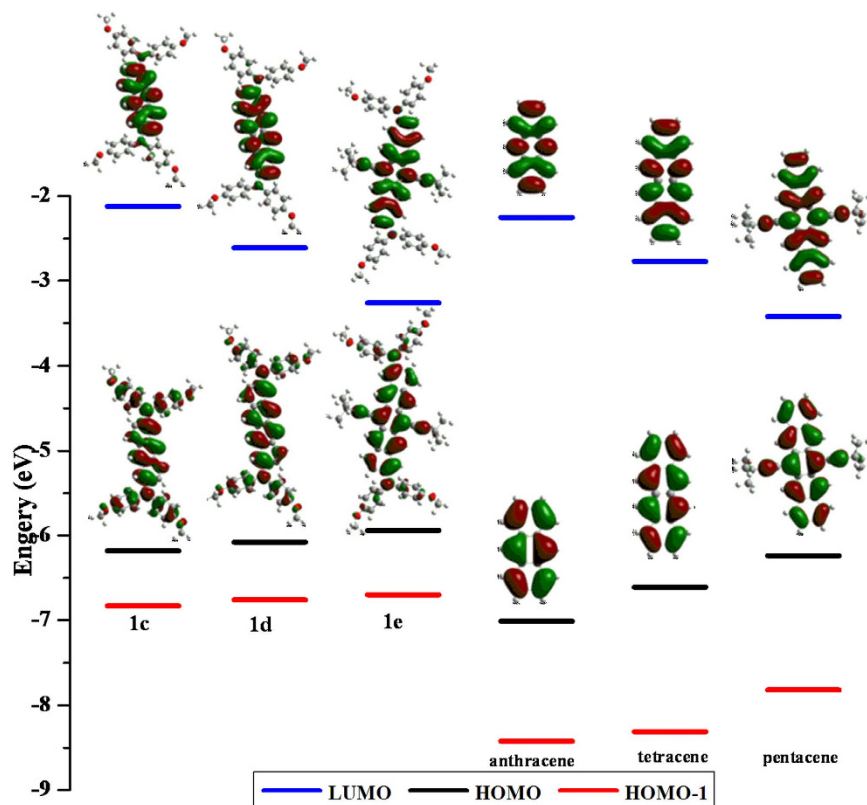 -2
-3
-4
-5
-6
-7
-8
-9
Engery (eV)
1c
1d
1e
anthracene
tetracene
pentacene
LUMO
HOMO
HOMO-1